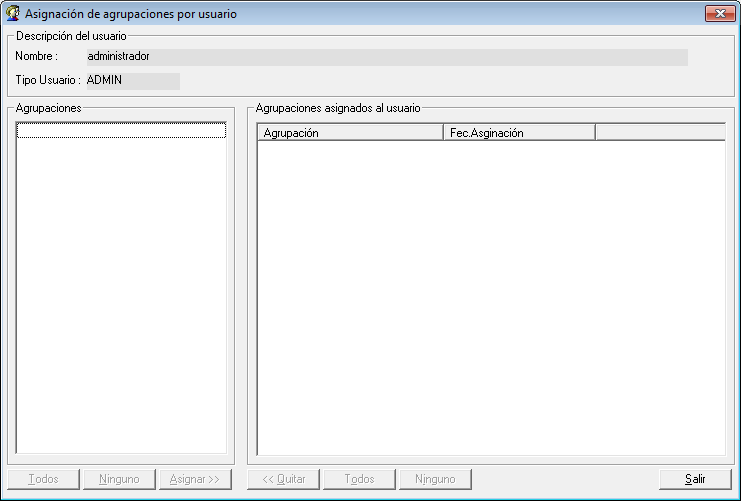 Asignación de agrupaciones por usuario
Descripción del usuario
Nombre : administrador
Tipo Usuario : ADMIN
Agrupaciones
Agrupaciones asignados al usuario
Agrupación Fec.Asginación
Todos Ninguno Asignar >> << Quitar Todos Ninguno Salir